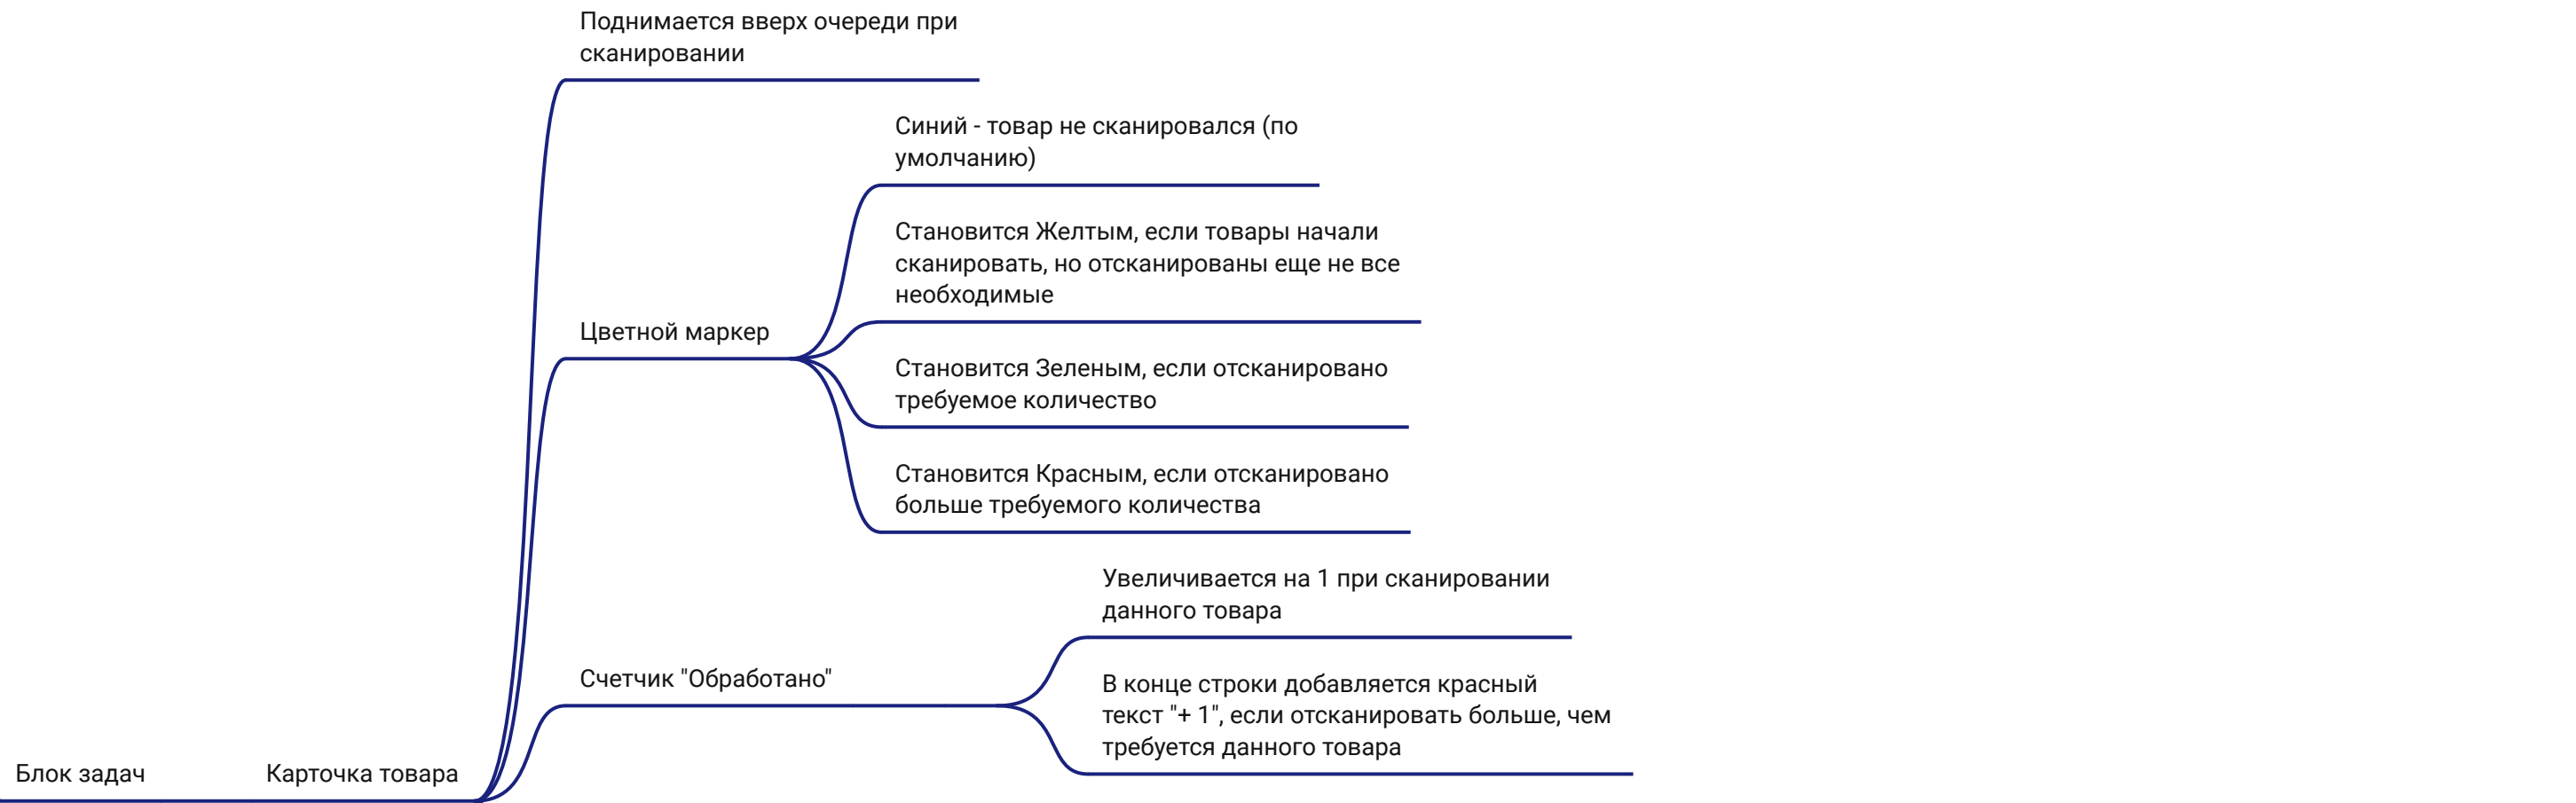 Поднимается вверх очереди при
сканировании
Синий - товар не сканировался (по
умолчанию)
Становится Желтым, если товары начали
сканировать, но отсканированы еще не все
необходимые
Цветной маркер
Становится Зеленым, если отсканировано
требуемое количество
Становится Красным, если отсканировано
больше требуемого количества
Увеличивается на 1 при сканировании
данного товара
Счетчик "Обработано"
В конце строки добавляется красный
текст "+ 1", если отсканировать больше, чем
требуется данного товара
Блок задач
Карточка товара